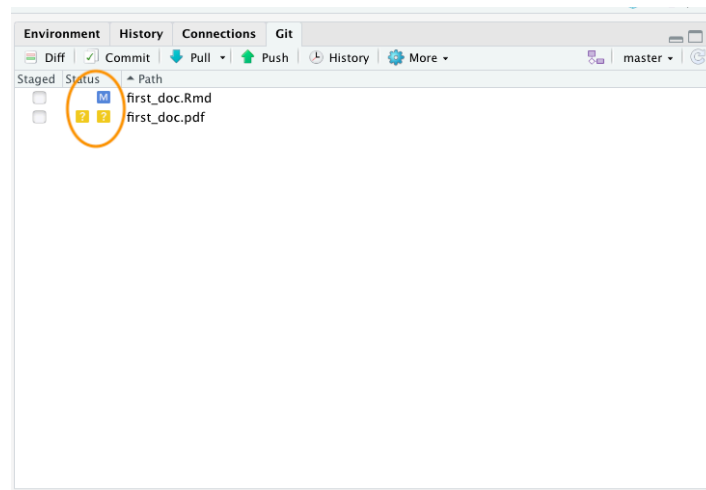 Environment History Connections Git
Diff Commit Pull Push History More master
Staged Status Path
M first_doc.Rmd
? ? first_doc.pdf